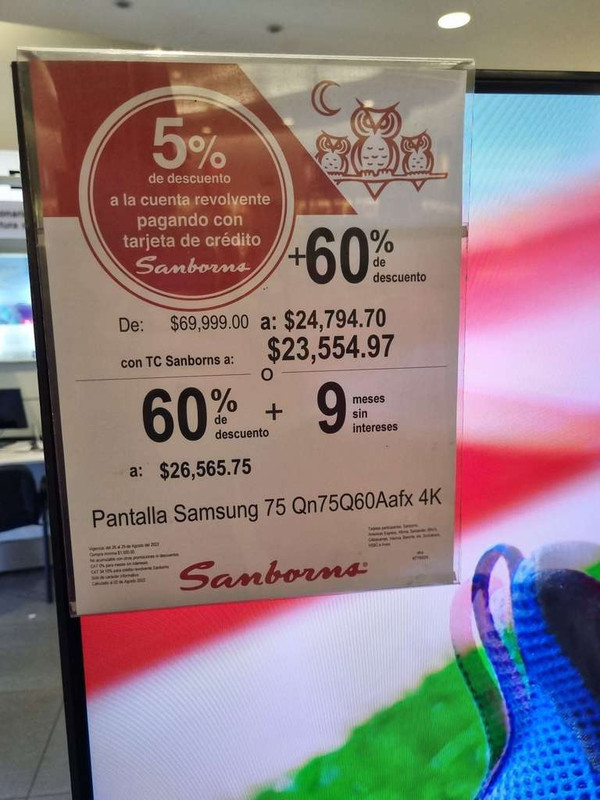 5%
de descuento
a la cuenta revolvente
pagando con
tarjeta de crédito
Sanborns
+60%
de
descuento
De: $69,999.00 a: $24,794.70
con TC Sanborns a: $23,554.97
O
60% de descuento + 9 meses sin intereses
a: $26,565.75
Pantalla Samsung 75 Qn75Q60Aafx 4K
Sanborns